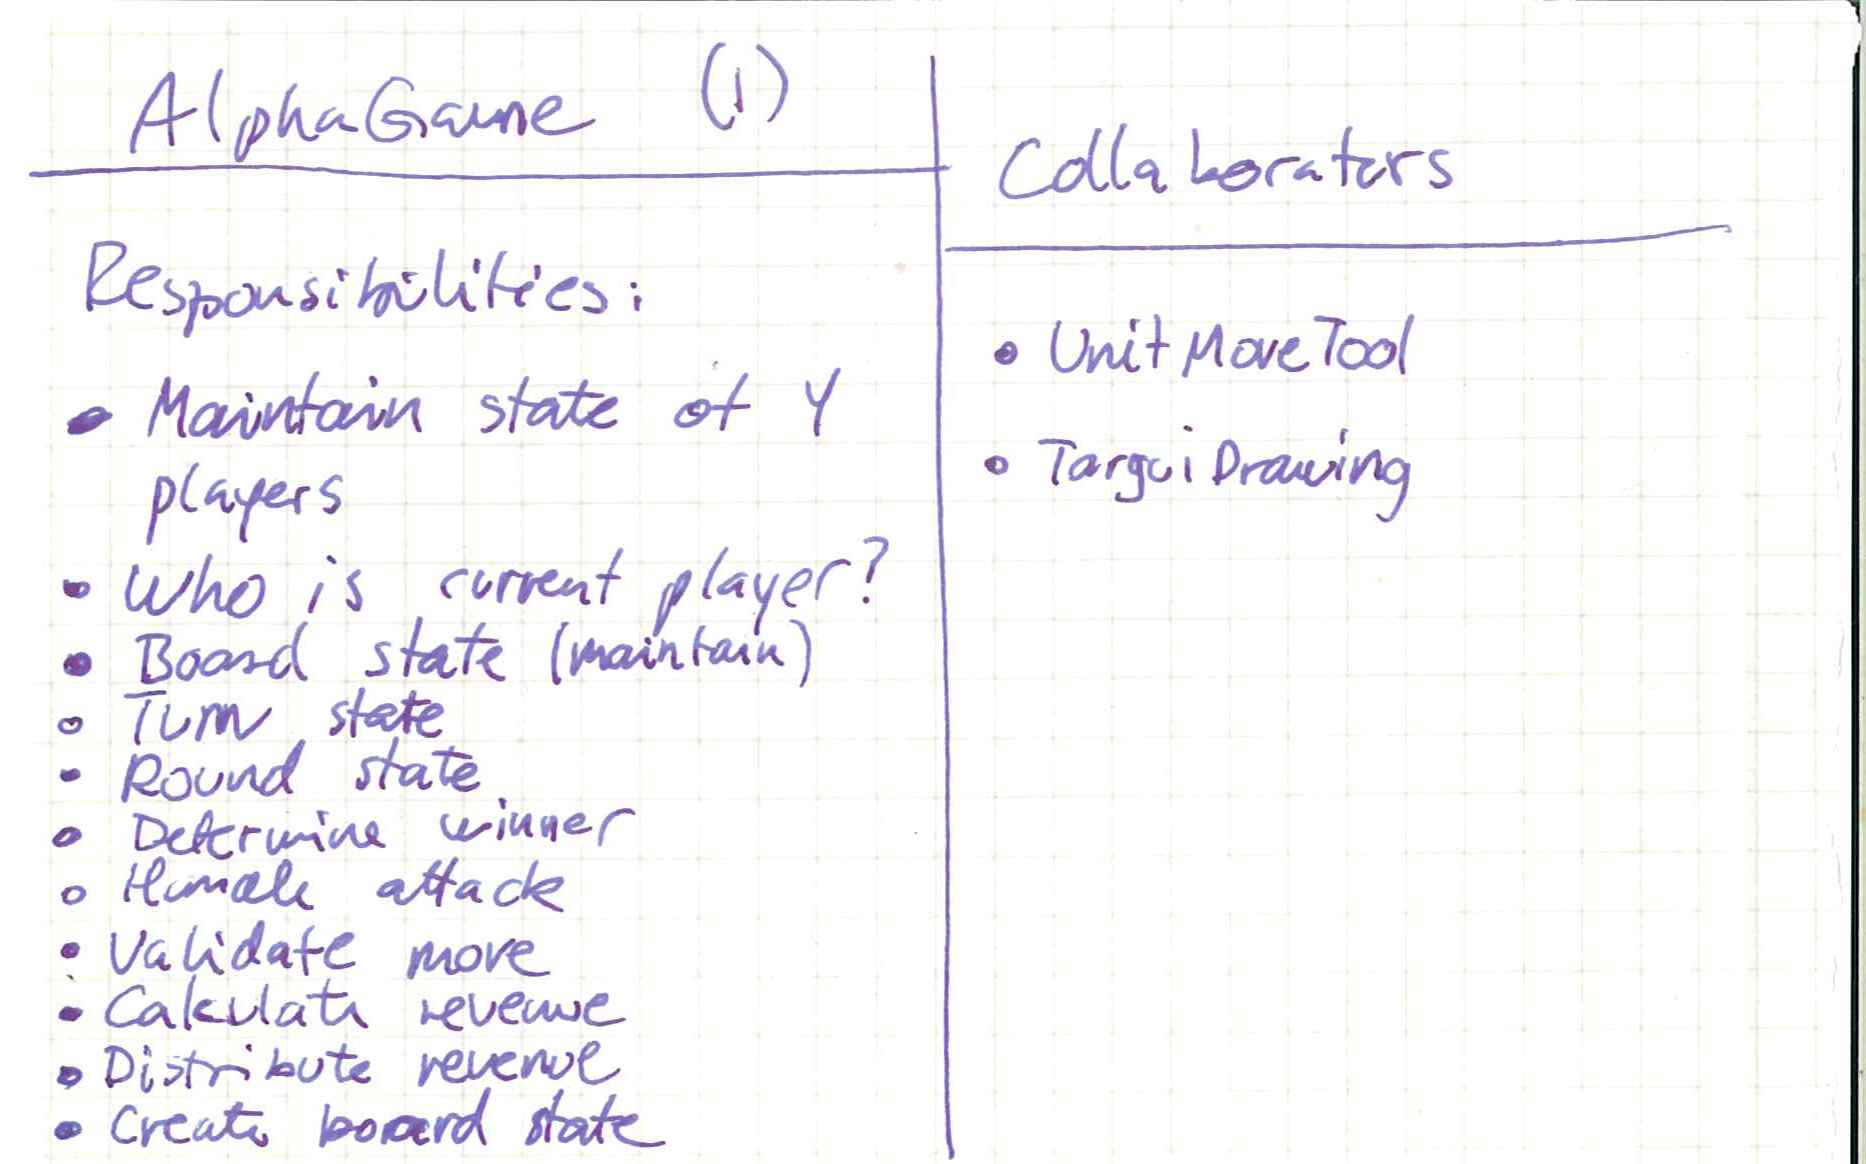 AlphaGame (1)
Responsibilities:
• Maintain state of 4
players
• Who is current player?
• Board state (maintain)
• Turn state
• Round state
• Determine winner
• Handle attack
• Validate move
• Calculate revenue
• Distribute revenue
• Create board state
Collaborators
• UnitMoveTool
• TarguiDrawing